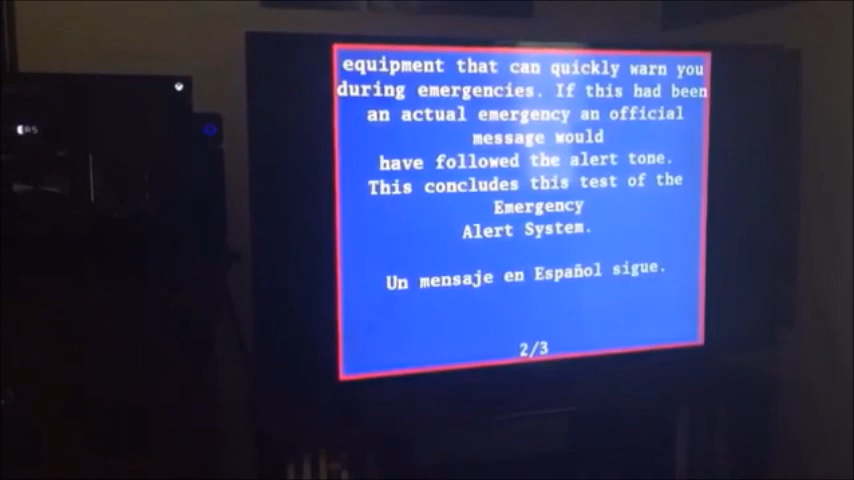 equipment that can quickly warn you
during emergencies. If this had been
an actual emergency an official
message would
have followed the alert tone.
This concludes this test of the
Emergency
Alert System.
Un mensaje en Español sigue.
2/3